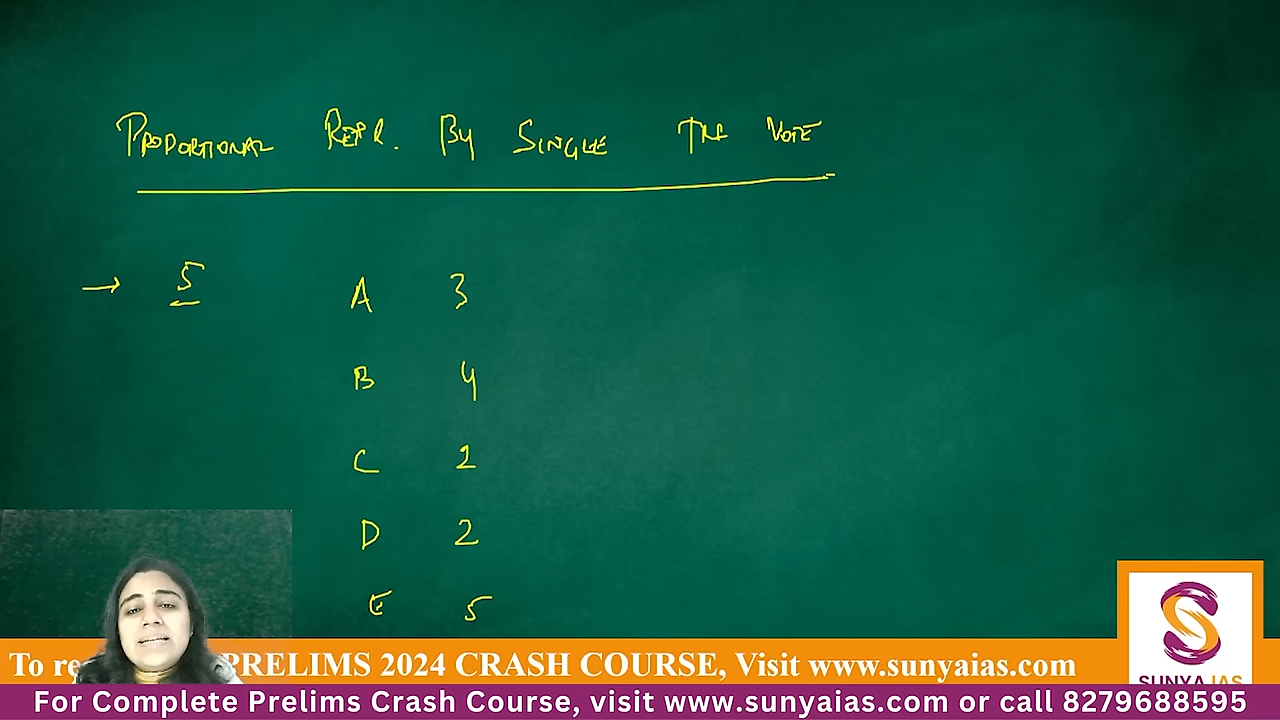 PROPORTIONAL REPR. BY SINGLE TRF VOTE
→ 5 A 3
B 4
C 1
D 2
E 5
To re PRELIMS 2024 CRASH COURSE, Visit www.sunyaias.com
SUNYA IAS
For Complete Prelims Crash Course, visit www.sunyaias.com or call 8279688595